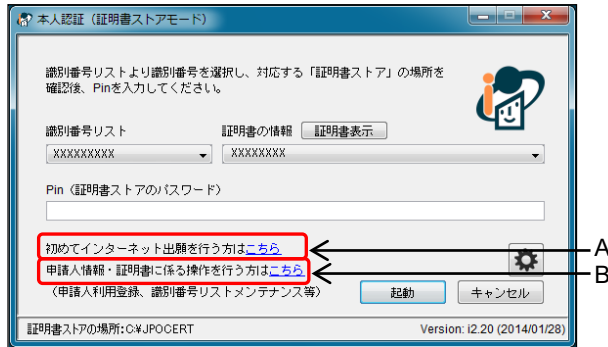 本人認証（証明書ストアモード）
識別番号リストより識別番号を選択し、対応する「証明書ストア」の場所を
確認後、Pinを入力してください。
識別番号リスト 証明書の情報 証明書表示
XXXXXXXXX XXXXXXXX
Pin（証明書ストアのパスワード）
初めてインターネット出願を行う方はこちら A
申請人情報・証明書に係る操作を行う方はこちら B
（申請人利用登録、識別番号リストメンテナンス等） 起動 キャンセル
証明書ストアの場所:C:¥JPOCERT Version: i2.20 (2014/01/28)